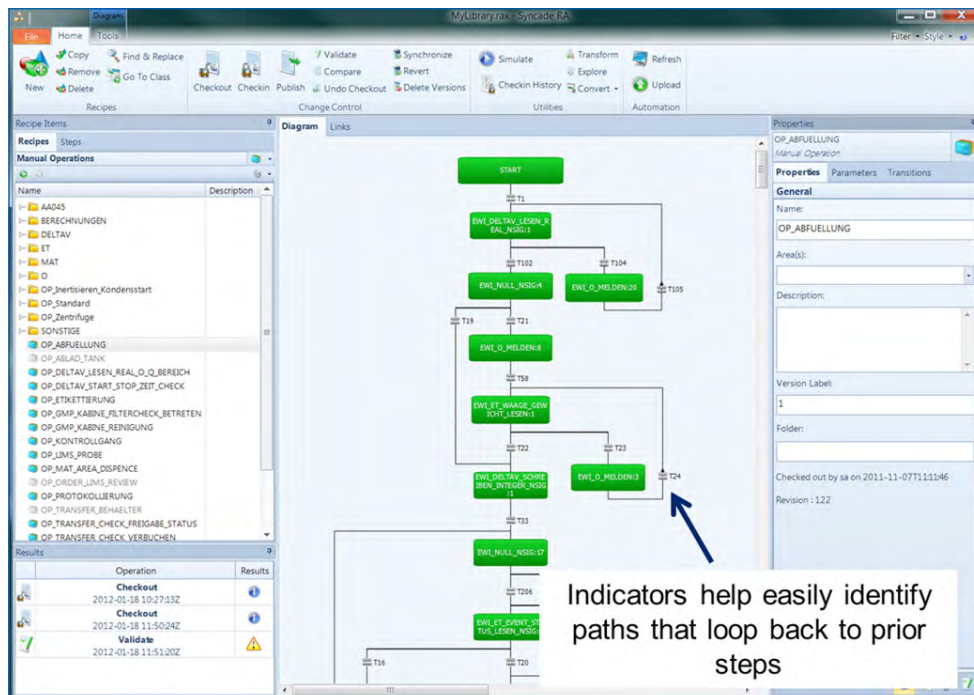 MyLibrary.rax - Syncade RA
Diagram
File
Home
Tools
Filter
Style
New
Copy
Remove
Delete
Find & Replace
Go To Class
Recipes
Checkout
Checkin
Publish
Validate
Compare
Undo Checkout
Synchronize
Revert
Delete Versions
Change Control
Simulate
Checkin History
Transform
Explore
Convert
Utilities
Refresh
Upload
Automation
Recipe Items
Recipes
Steps
Manual Operations
Name
Description
AA045
BERECHNUNGEN
DELTAV
ET
MAT
O
OP_Inertisieren_Kondensstart
OP_Standard
OP_Zentrifuge
SONSTIGE
OP_ABFUELLUNG
OP_ABLAD_TANK
OP_DELTAV_LESEN_REAL_O_Q_BEREICH
OP_DELTAV_START_STOP_ZEIT_CHECK
OP_ETIKETTIERUNG
OP_GMP_KABINE_FILTERCHECK_BETRETEN
OP_GMP_KABINE_REINIGUNG
OP_KONTROLLGANG
OP_LIMS_PROBE
OP_MAT_AREA_DISPENCE
OP_ORDER_LIMS_REVIEW
OP_PROTOKOLLIERUNG
OP_TRANSFER_BEHAELTER
OP_TRANSFER_CHECK_FREIGABE_STATUS
OP_TRANSFER_CHECK_VERBUCHEN
Results
Operation
Results
Checkout
2012-01-18 10:27:13Z
Checkout
2012-01-18 11:50:24Z
Validate
2012-01-18 11:51:20Z
Diagram
Links
START
T1
EWI_DELTAV_LESEN_R
EAL_NSIG:1
T102
T104
EWI_NULL_NSIG:4
EWI_O_MELDEN:20
T105
T19
T21
EWI_O_MELDEN:8
T58
EWI_ET_WAAGE_GEW
ICHT_LESEN:1
T22
T23
EWI_DELTAV_SCHRE
IBEN_INTEGER_NSIG
:1
EWI_O_MELDEN:3
T24
T33
EWI_NULL_NSIG:17
T206
EWI_ET_EVENT_STA
TUS_LESEN_NSIG:
T16
T20
Indicators help easily identify
paths that loop back to prior
steps
Properties
OP_ABFUELLUNG
Manual Operation
Properties
Parameters
Transitions
General
Name:
OP_ABFUELLUNG
Area(s):
Description:
Version Label:
1
Folder:
Checked out by sa on 2011-11-07T11:11:46
Revision : 122